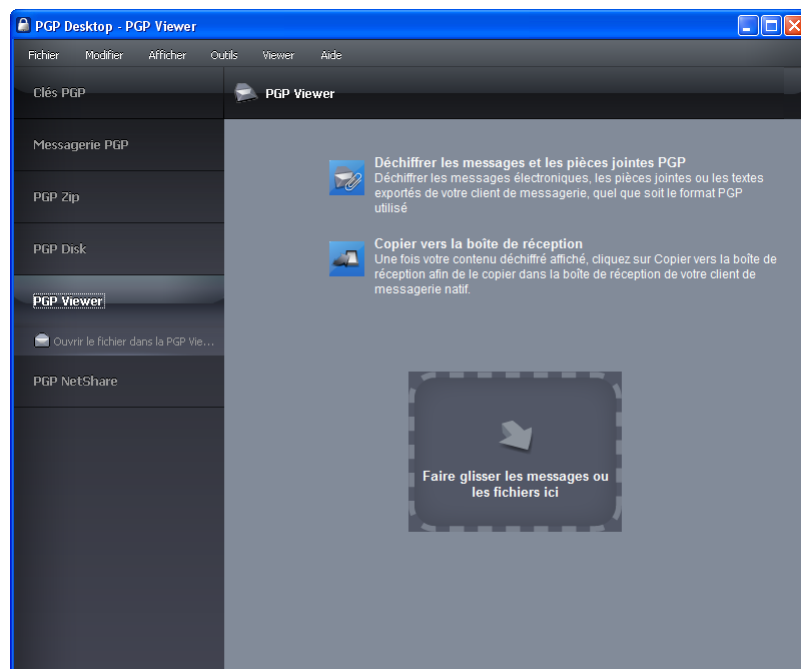 PGP Desktop - PGP Viewer
Fichier Modifier Afficher Outils Viewer Aide
Clés PGP
PGP Viewer
Messagerie PGP
PGP Zip
PGP Disk
PGP Viewer
Ouvrir le fichier dans la PGP Vie...
PGP NetShare
Déchiffrer les messages et les pièces jointes PGP
Déchiffrer les messages électroniques, les pièces jointes ou les textes
exportés de votre client de messagerie, quel que soit le format PGP
utilisé
Copier vers la boîte de réception
Une fois votre contenu déchiffré affiché, cliquez sur Copier vers la boîte de
réception afin de le copier dans la boîte de réception de votre client de
messagerie natif.
Faire glisser les messages ou
les fichiers ici